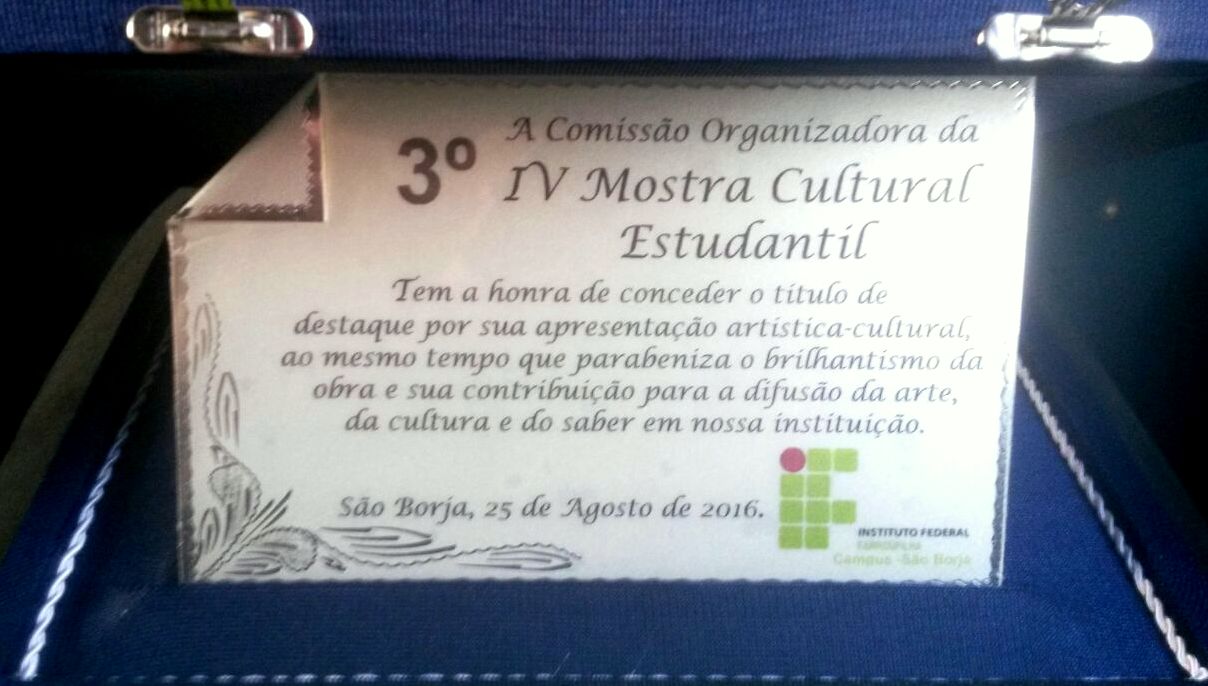 3º
A Comissão Organizadora da
IV Mostra Cultural
Estudantil
Tem a honra de conceder o título de
destaque por sua apresentação artística-cultural,
ao mesmo tempo que parabeniza o brilhantismo da
obra e sua contribuição para a difusão da arte,
da cultura e do saber em nossa instituição.
São Borja, 25 de Agosto de 2016.
INSTITUTO FEDERAL
FARROUPILHA
Campus -São Borja